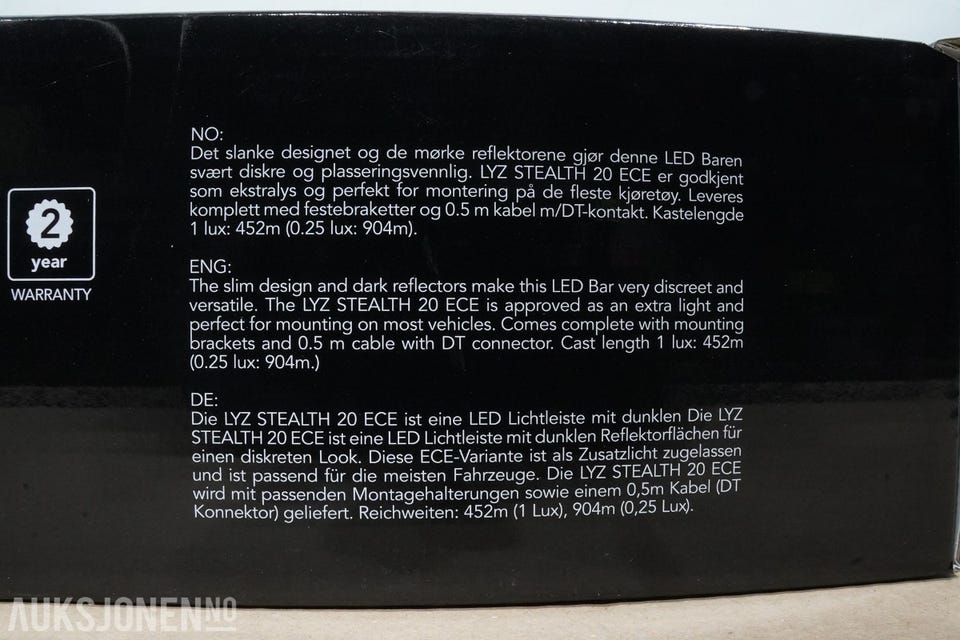 2
year
WARRANTY
NO:
Det slanke designet og de mørke reflektorene gjør denne LED Baren
svært diskre og plasseringsvennlig. LYZ STEALTH 20 ECE er godkjent
som ekstralys og perfekt for montering på de fleste kjøretøy. Leveres
komplett med festebraketter og 0.5 m kabel m/DT-kontakt. Kastelengde
1 lux: 452m (0.25 lux: 904m).
ENG:
The slim design and dark reflectors make this LED Bar very discreet and
versatile. The LYZ STEALTH 20 ECE is approved as an extra light and
perfect for mounting on most vehicles. Comes complete with mounting
brackets and 0.5 m cable with DT connector. Cast length 1 lux: 452m
(0.25 lux: 904m.)
DE:
Die LYZ STEALTH 20 ECE ist eine LED Lichtleiste mit dunklen Die LYZ
STEALTH 20 ECE ist eine LED Lichtleiste mit dunklen Reflektorflächen für
einen diskreten Look. Diese ECE-Variante ist als Zusatzlicht zugelassen
und ist passend für die meisten Fahrzeuge. Die LYZ STEALTH 20 ECE
wird mit passenden Montagehalterungen sowie einem 0,5m Kabel (DT
Konnektor) geliefert. Reichweiten: 452m (1 Lux), 904m (0,25 Lux).
AUKSJONEN NO